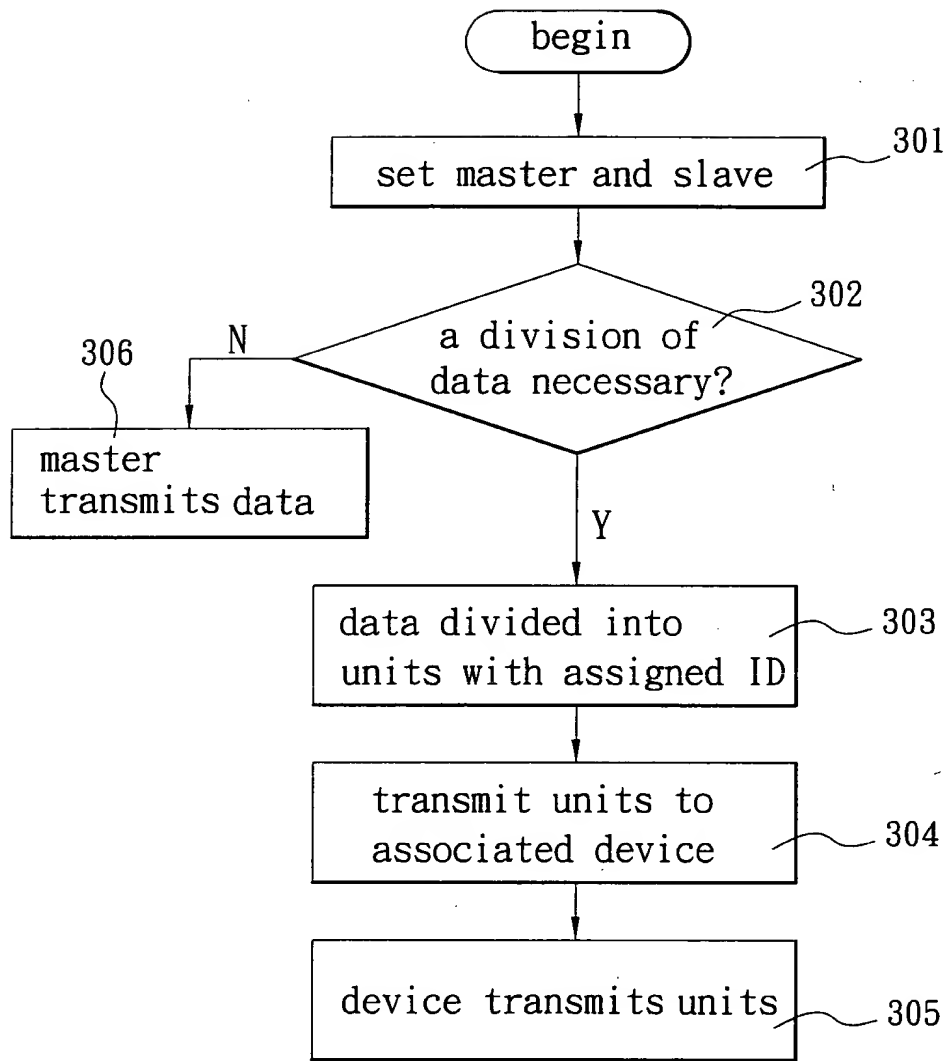 begin
301
set master and slave
302
a division of
data necessary?
N
306
master
transmits data
Y
303
data divided into
units with assigned ID
transmit units to
associated device
304
device transmits units
305